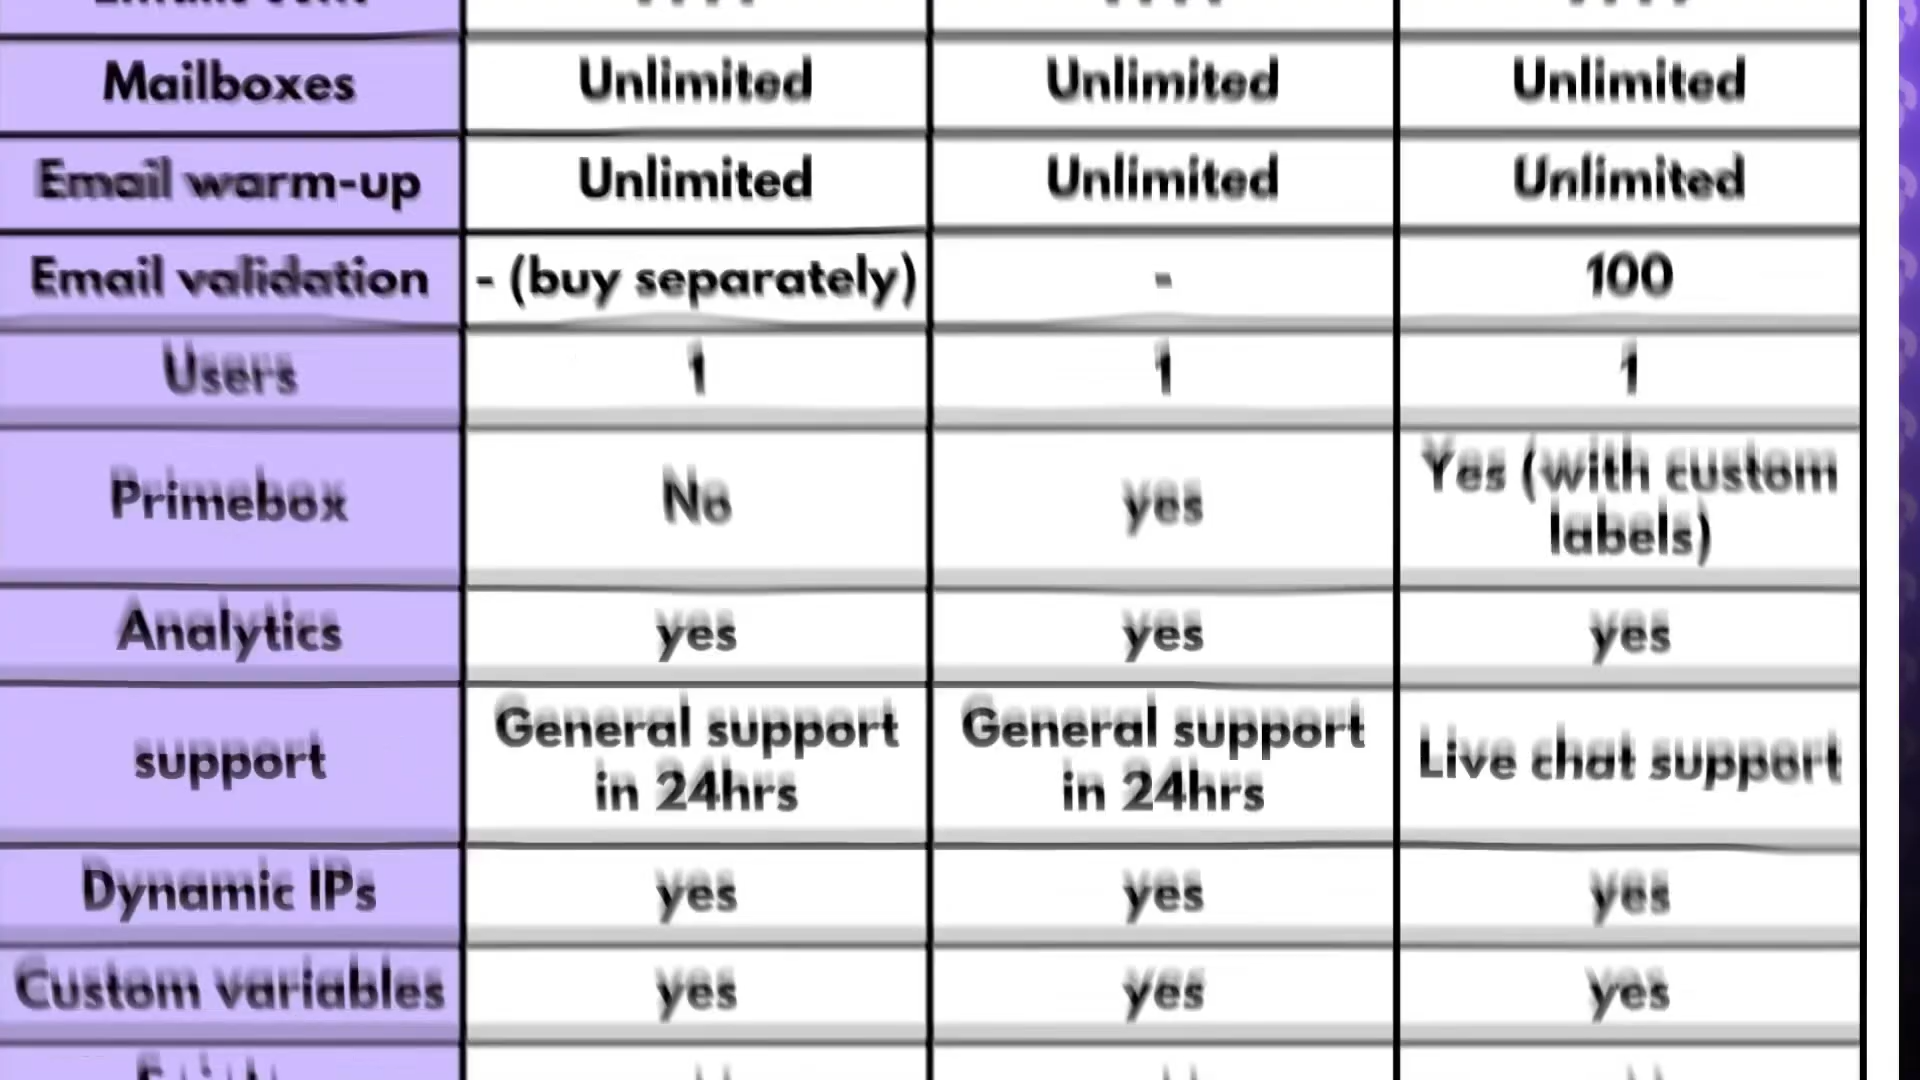 Mailboxes Unlimited Unlimited Unlimited
Email warm-up Unlimited Unlimited Unlimited
Email validation - (buy separately) - 100
Users 1 1 1
Primebox No yes Yes (with custom
labels)
Analytics yes yes yes
support General support General support Live chat support
in 24hrs in 24hrs
Dynamic IPs yes yes yes
Custom variables yes yes yes